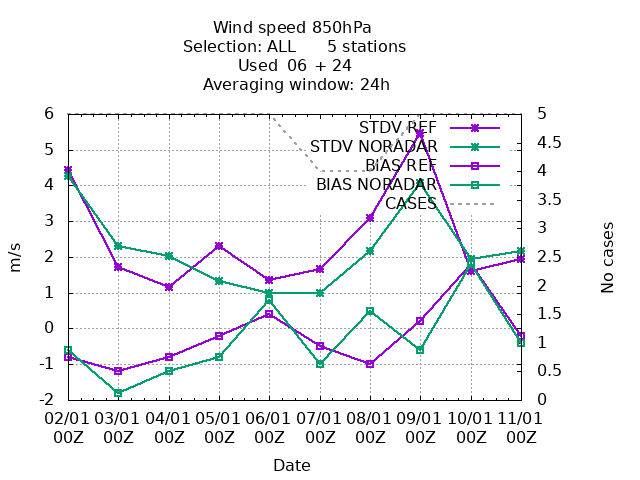 Wind speed 850hPa
Selection: ALL 5 stations
Used 06 + 24
Averaging window: 24h
6
5
4
3
2
1
0
-1
-2
m/s
5
4.5
4
3.5
3
2.5
2
1.5
1
0.5
0
No cases
STDV REF
STDV NORADAR
BIAS REF
BIAS NORADAR
CASES
02/01 03/01 04/01 05/01 06/01 07/01 08/01 09/01 10/01 11/01
00Z 00Z 00Z 00Z 00Z 00Z 00Z 00Z 00Z 00Z
Date